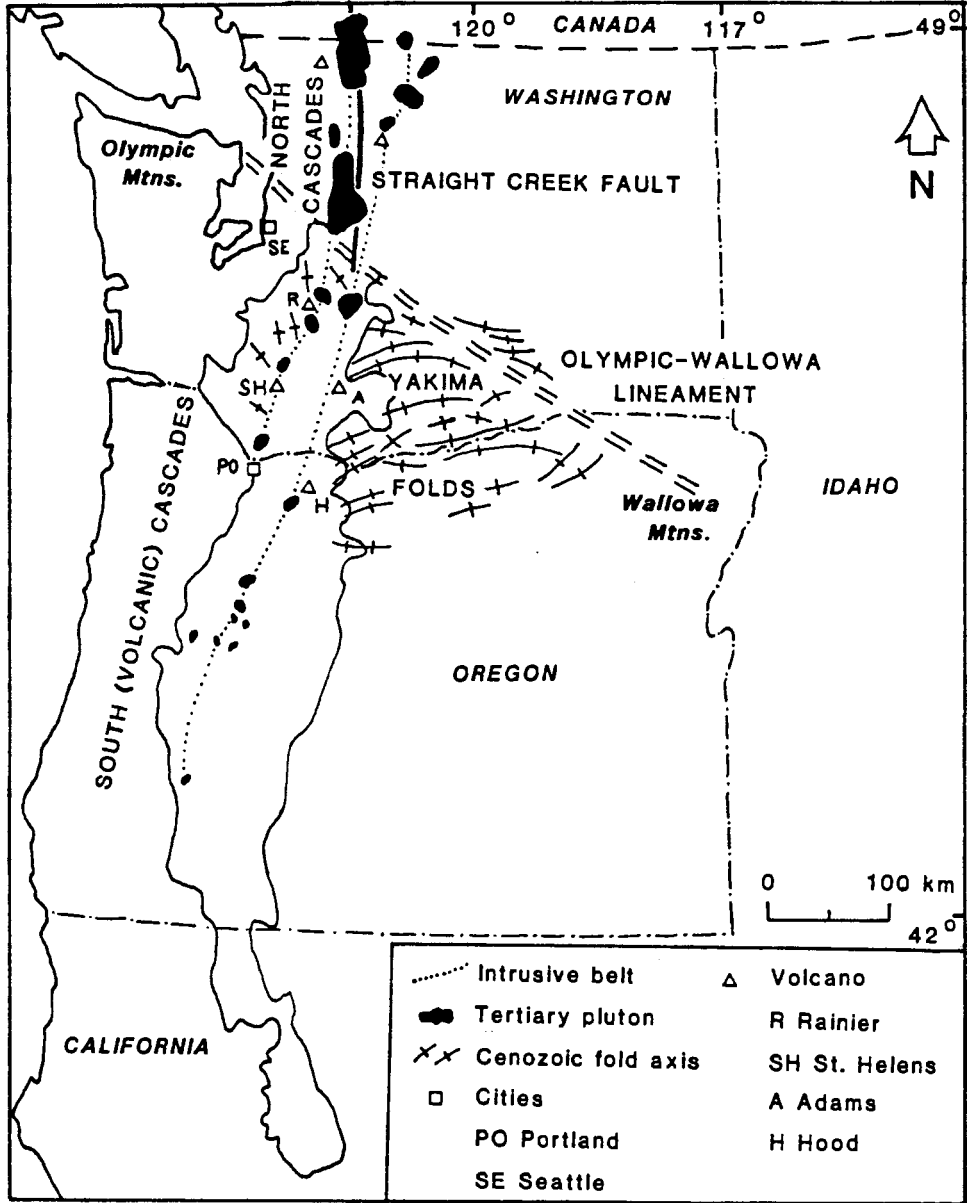 120°
CANADA
117°
49°
WASHINGTON
NORTH
CASCADES
Olympic
Mtns.
STRAIGHT CREEK FAULT
N
SE
R
OLYMPIC-WALLOWA
LINEAMENT
SH
A
YAKIMA
PO
H
FOLDS
IDAHO
Wallowa
Mtns.
SOUTH (VOLCANIC) CASCADES
OREGON
0 100 km
42°
CALIFORNIA
Intrusive belt
Tertiary pluton
Cenozoic fold axis
Cities
PO Portland
SE Seattle
Volcano
R Rainier
SH St. Helens
A Adams
H Hood